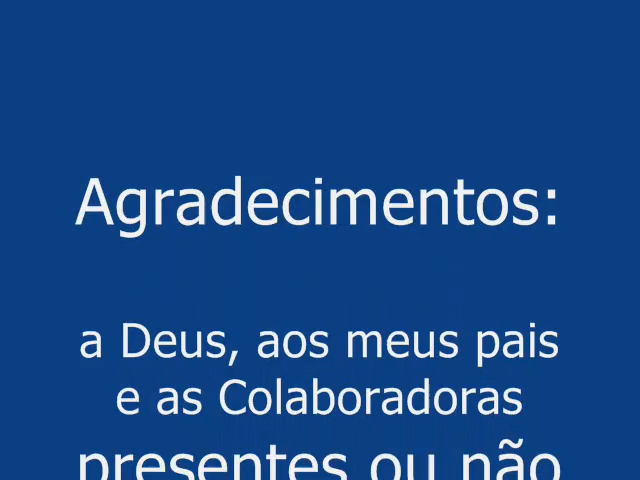 Agradecimentos:
a Deus, aos meus pais
e as Colaboradoras
presentes ou não